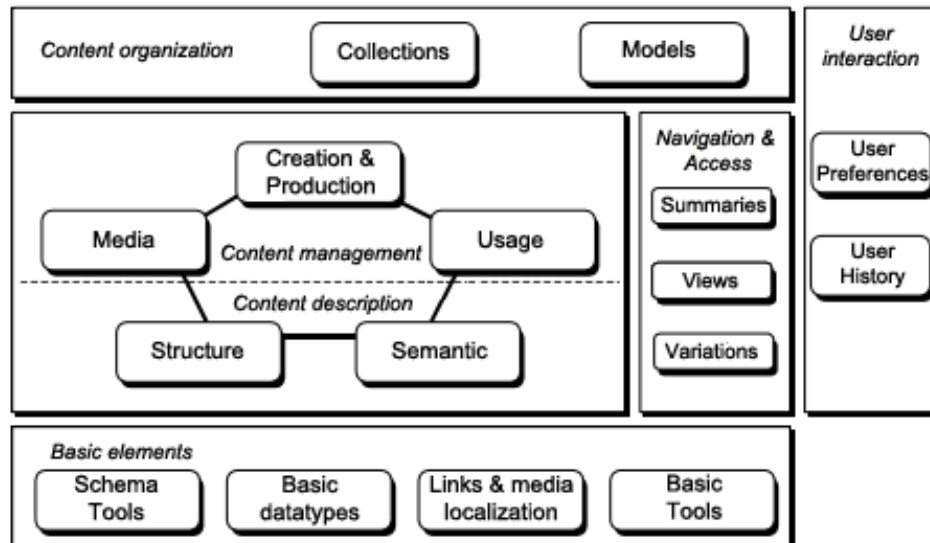 Content organization
Collections
Models
User
interaction
Creation &
Production
Media
Usage
Content management
Content description
Structure
Semantic
Navigation &
Access
Summaries
Views
Variations
User
Preferences
User
History
Basic elements
Schema
Tools
Basic
datatypes
Links & media
localization
Basic
Tools